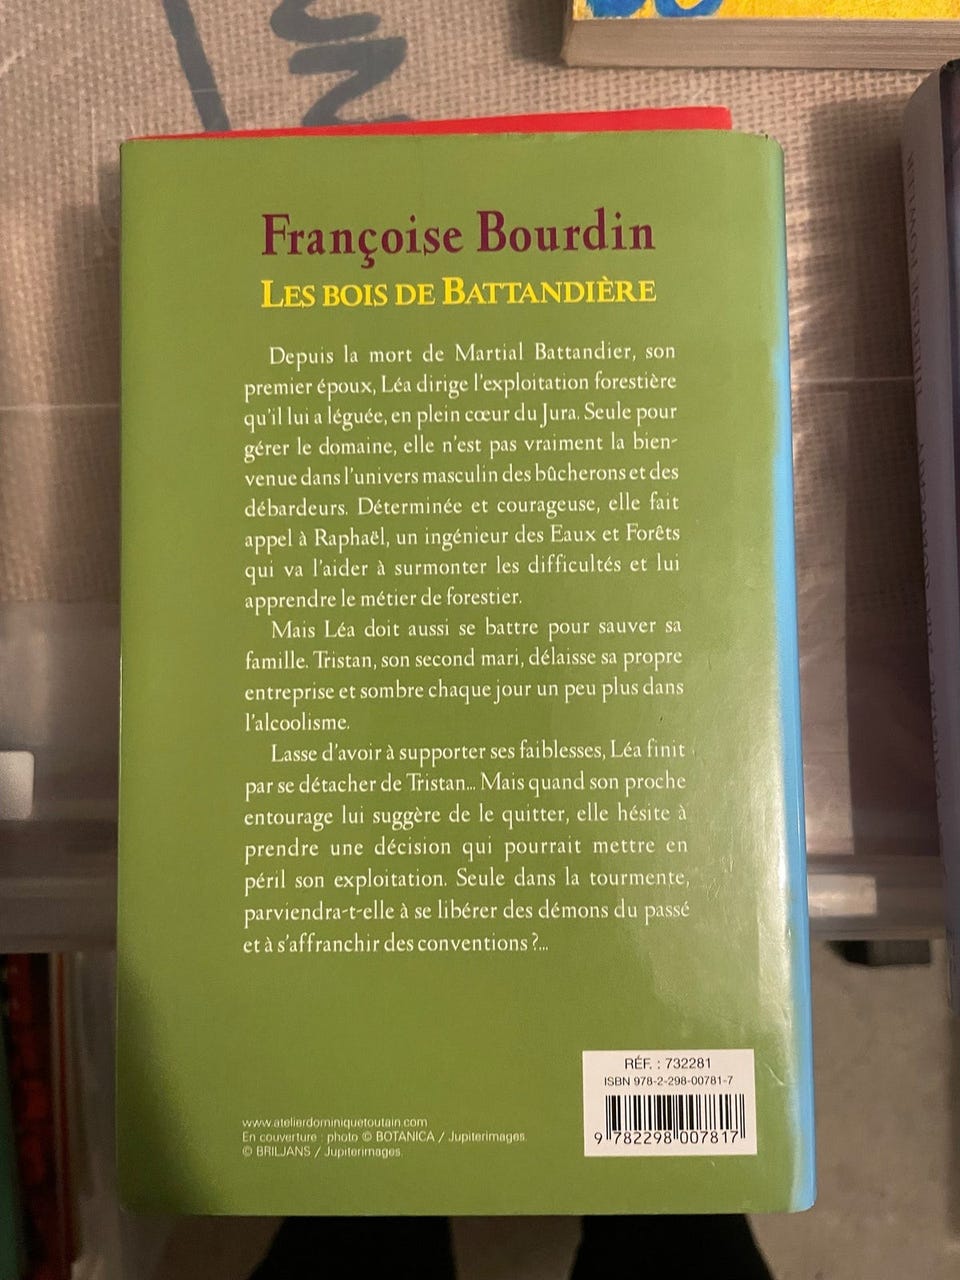 Françoise Bourdin
LES BOIS DE BATTANDIÈRE
Depuis la mort de Martial Battandier, son
premier époux, Léa dirige l'exploitation forestière
qu'il lui a léguée, en plein cœur du Jura. Seule pour
gérer le domaine, elle n'est pas vraiment la bien-
venue dans l'univers masculin des bûcherons et des
débardeurs. Déterminée et courageuse, elle fait
appel à Raphaël, un ingénieur des Eaux et Forêts
qui va l'aider à surmonter les difficultés et lui
apprendre le métier de forestier.
Mais Léa doit aussi se battre pour sauver sa
famille. Tristan, son second mari, délaisse sa propre
entreprise et sombre chaque jour un peu plus dans
l'alcoolisme.
Lasse d'avoir à supporter ses faiblesses, Léa finit
par se détacher de Tristan... Mais quand son proche
entourage lui suggère de le quitter, elle hésite à
prendre une décision qui pourrait mettre en
péril son exploitation. Seule dans la tourmente,
parviendra-t-elle à se libérer des démons du passé
et à s'affranchir des conventions ?...
RÉF. : 732281
ISBN 978-2-298-00781-7
9 782298 007817
www.atelierdominiquetoutain.com
En couverture : photo © BOTANICA / Jupiterimages.
© BRILJANS / Jupiterimages.